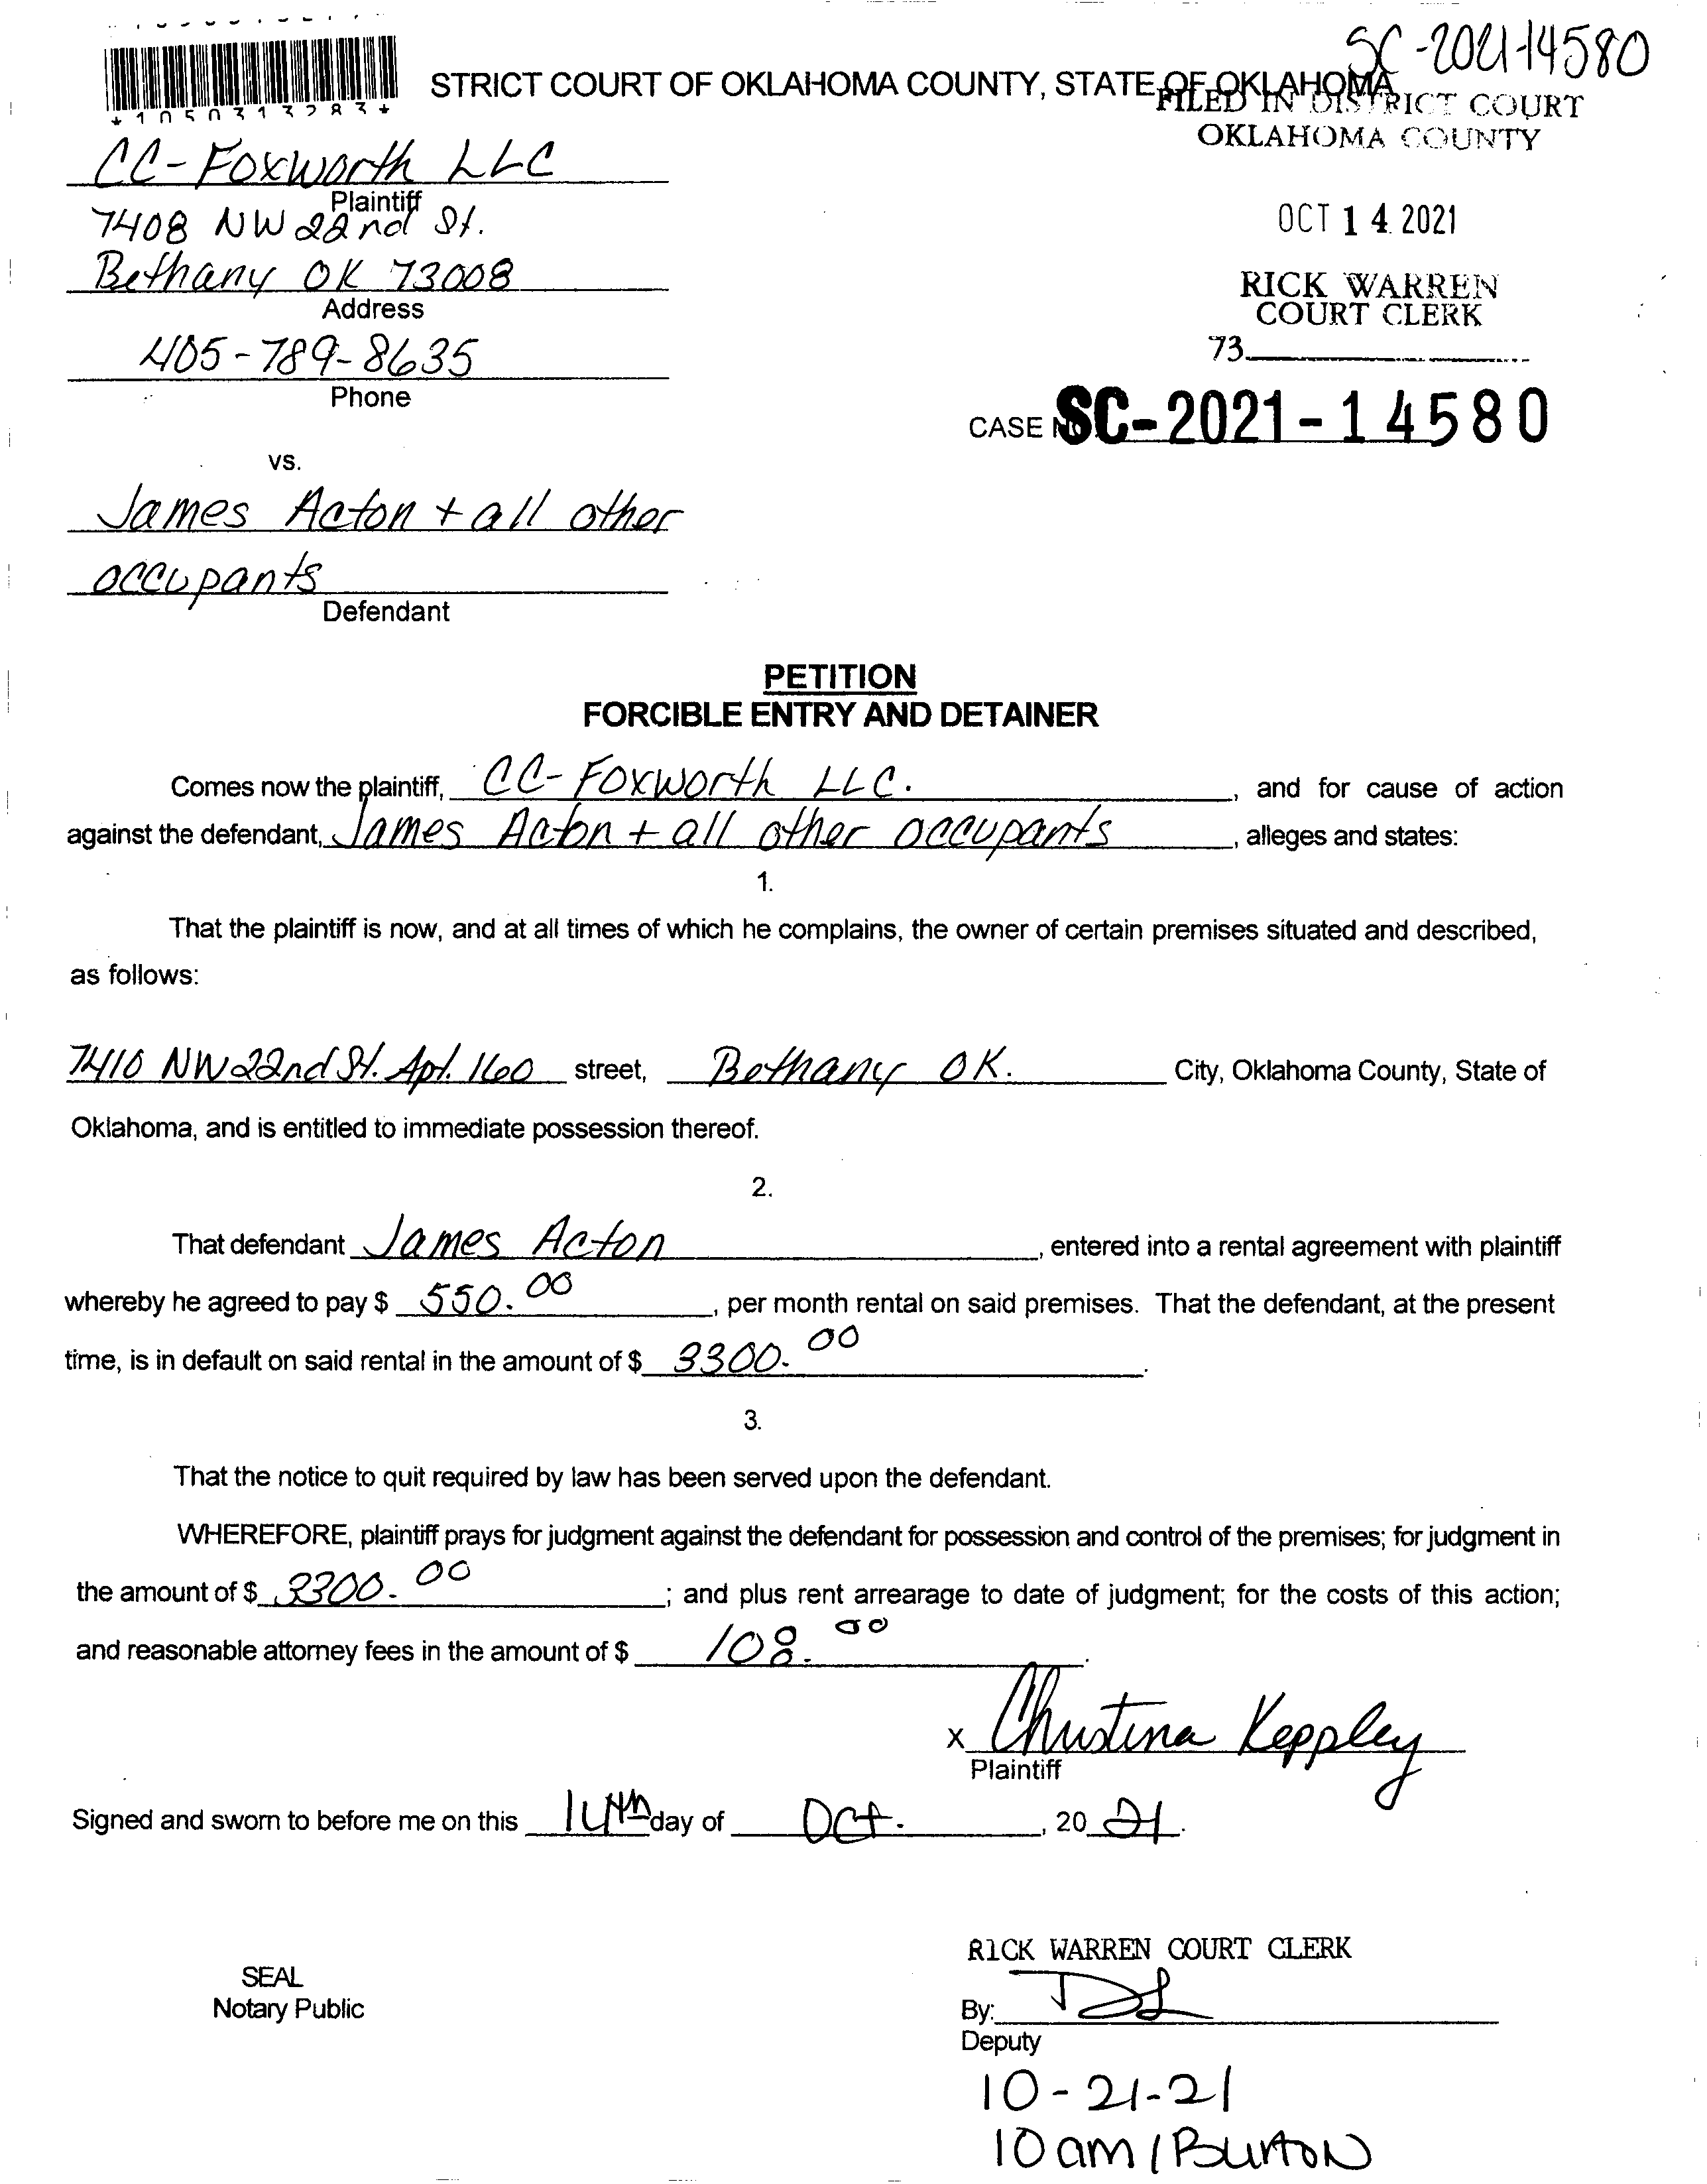 SC-2021-14580
STRICT COURT OF OKLAHOMA COUNTY, STATE OF OKLAHOMA
*1050313283*
FILED IN DISTRICT COURT
OKLAHOMA COUNTY
CC-Foxworth LLC
Plaintiff
7408 NW 22nd St.
OCT 14 2021
Bethany OK 73008
Address
RICK WARREN
COURT CLERK
405-789-8635
73
Phone
CASE NO. SC-2021-14580
vs.
James Acton + all other
occupants
Defendant
PETITION
FORCIBLE ENTRY AND DETAINER
Comes now the plaintiff, CC-Foxworth LLC. , and for cause of action
against the defendant, James Acton + all other occupants , alleges and states:
1.
That the plaintiff is now, and at all times of which he complains, the owner of certain premises situated and described,
as follows:
7410 NW 22nd St. Apt. 160 street, Bethany OK. City, Oklahoma County, State of
Oklahoma, and is entitled to immediate possession thereof.
2.
That defendant James Acton , entered into a rental agreement with plaintiff
whereby he agreed to pay $ 550.00 , per month rental on said premises. That the defendant, at the present
time, is in default on said rental in the amount of $ 3300.00 .
3.
That the notice to quit required by law has been served upon the defendant.
WHEREFORE, plaintiff prays for judgment against the defendant for possession and control of the premises; for judgment in
the amount of $ 3300.00 ; and plus rent arrearage to date of judgment; for the costs of this action;
and reasonable attorney fees in the amount of $ 108.00 .
x Christina Keppley
Plaintiff
Signed and sworn to before me on this 14th day of Oct. , 20 21 .
RICK WARREN COURT CLERK
SEAL
Notary Public
By:
Deputy
10-21-21
10am/Burton